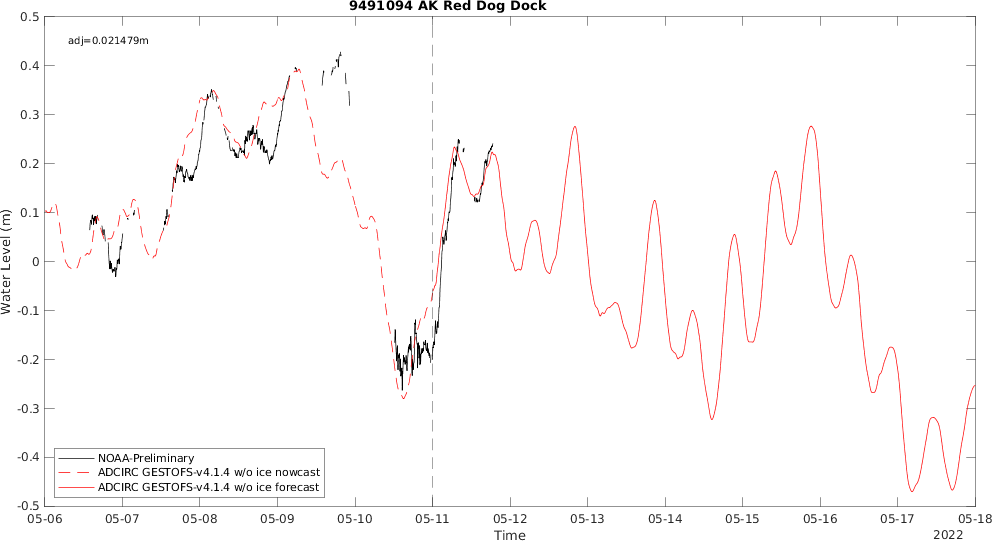 9491094 AK Red Dog Dock
adj=0.021479m
0.5
0.4
0.3
0.2
0.1
0
-0.1
-0.2
-0.3
-0.4
-0.5
Water Level (m)
NOAA-Preliminary
ADCIRC GESTOFS-v4.1.4 w/o ice nowcast
ADCIRC GESTOFS-v4.1.4 w/o ice forecast
05-06 05-07 05-08 05-09 05-10 05-11 05-12 05-13 05-14 05-15 05-16 05-17 05-18
Time
2022